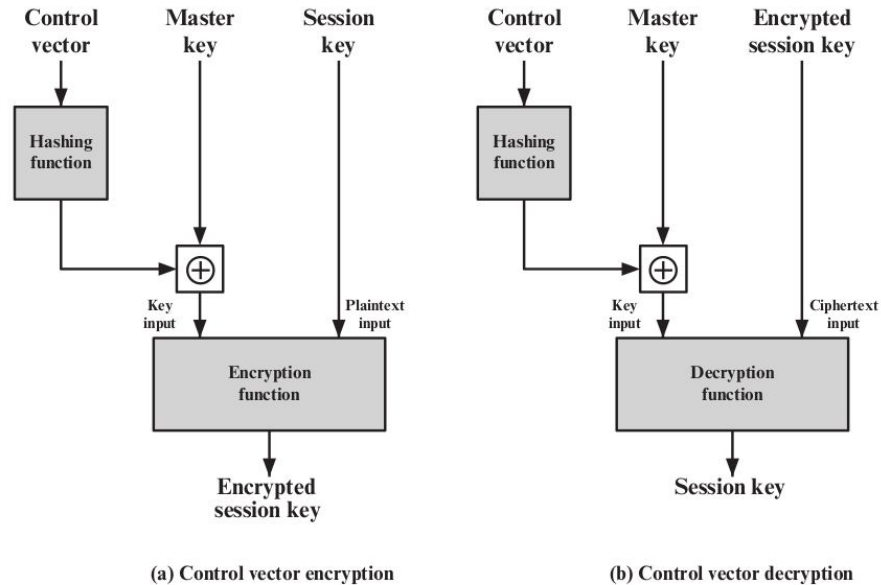 Control
vector
Master
key
Session
key
Hashing
function
Key
input
Plaintext
input
Encryption
function
Encrypted
session key
(a) Control vector encryption
Control
vector
Master
key
Encrypted
session key
Hashing
function
Key
input
Ciphertext
input
Decryption
function
Session key
(b) Control vector decryption